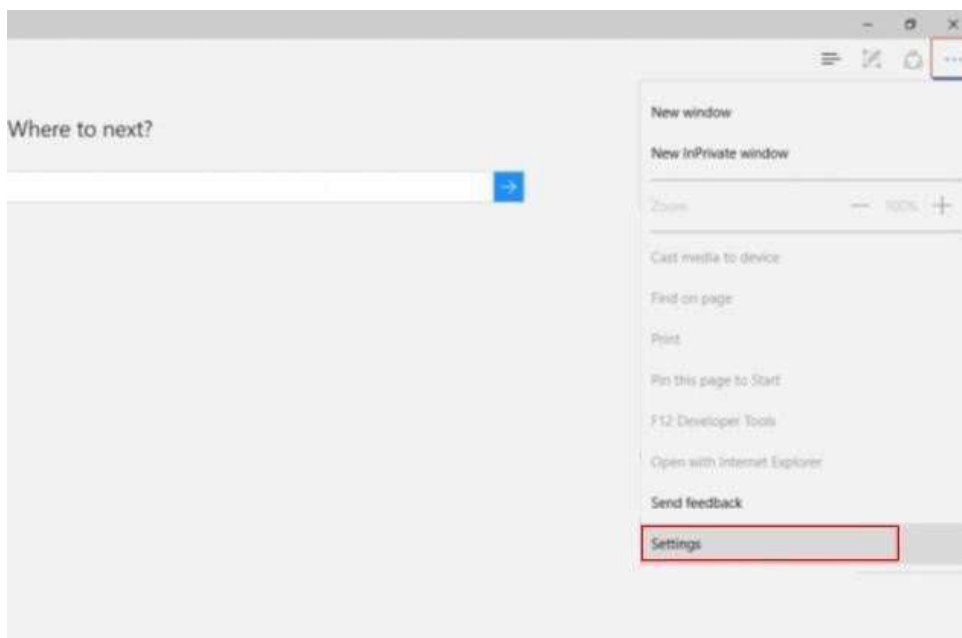 Where to next?
New window
New InPrivate window
Zoom 100%
Cast media to device
Find on page
Print
Pin this page to Start
F12 Developer Tools
Open with Internet Explorer
Send feedback
Settings